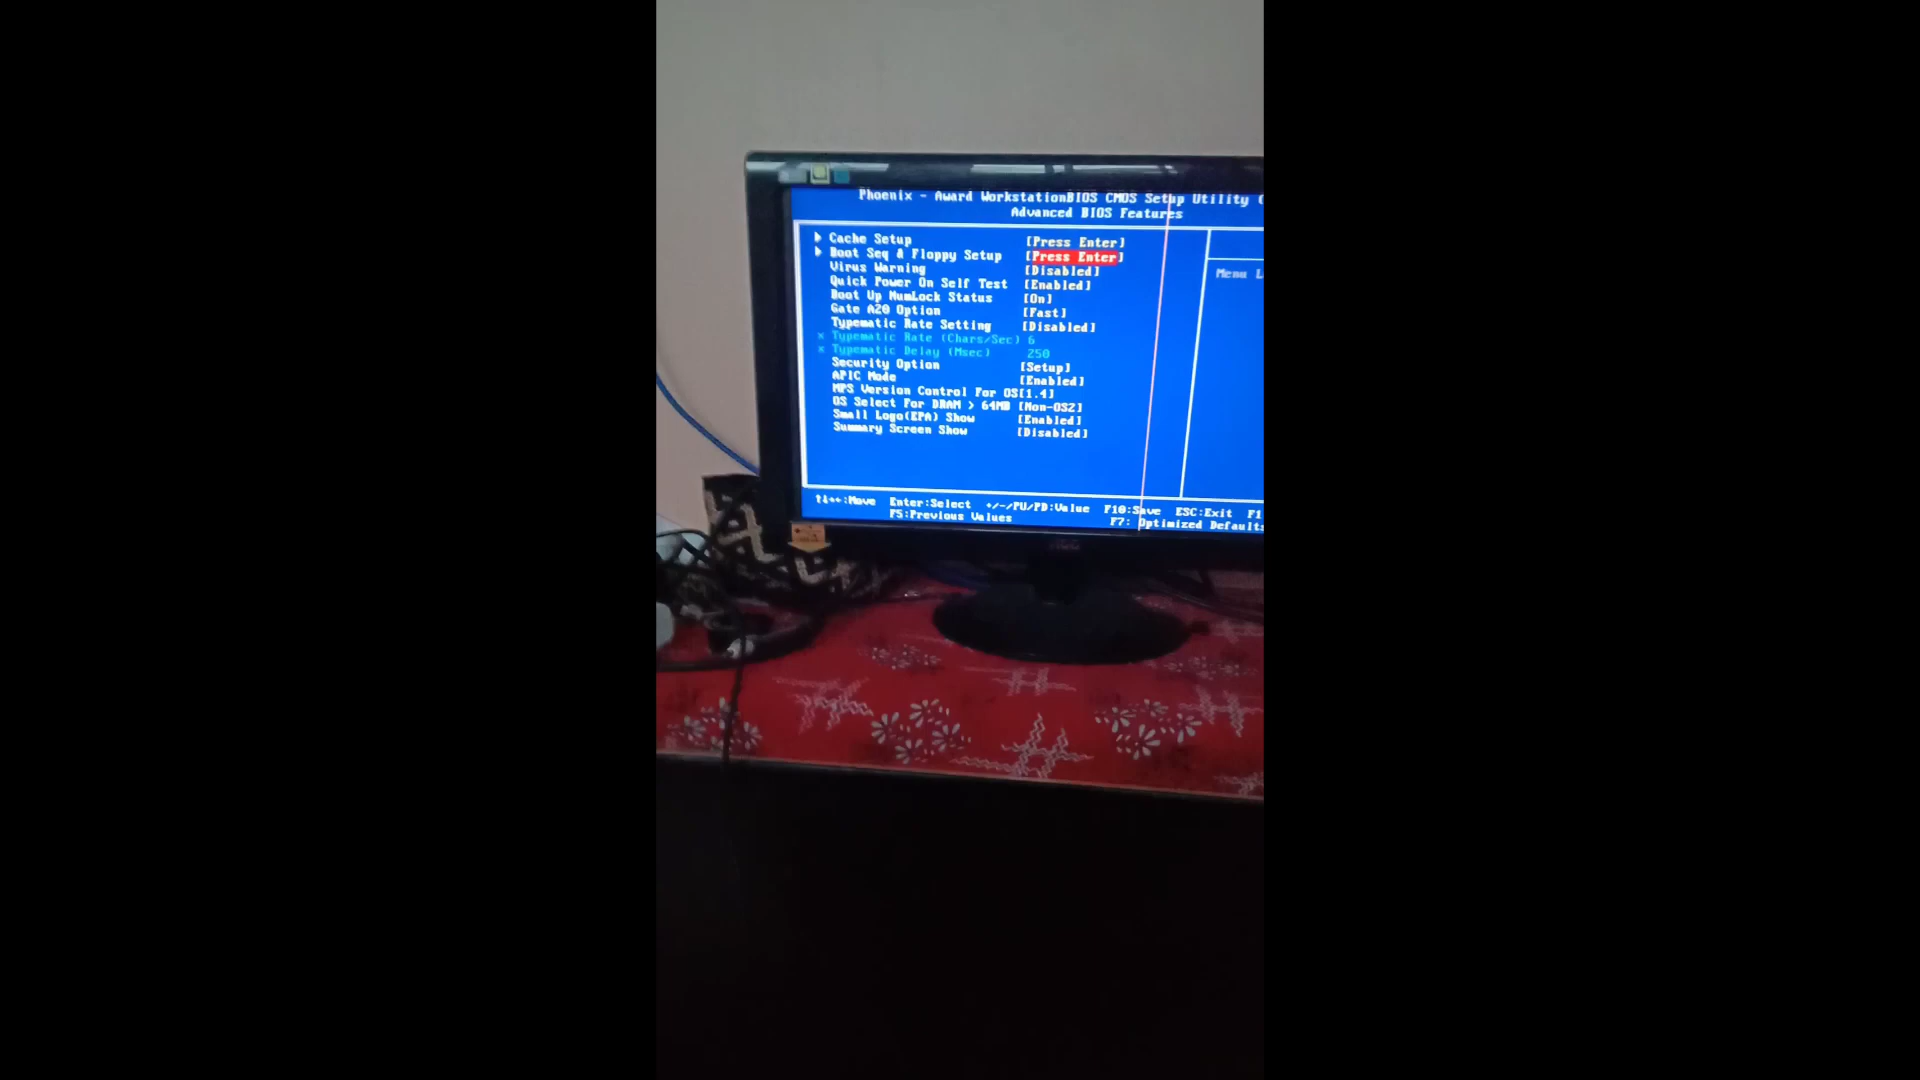 Phoenix - Award WorkstationBIOS CMOS Setup Utility (
Advanced BIOS Features
Cache Setup [Press Enter]
Boot Seq & Floppy Setup [Press Enter]
Virus Warning [Disabled]
Quick Power On Self Test [Enabled]
Boot Up NumLock Status [On]
Gate A20 Option [Fast]
Typematic Rate Setting [Disabled]
× Typematic Rate (Chars/Sec) 6
× Typematic Delay (Msec) 250
Security Option [Setup]
APIC Mode [Enabled]
MPS Version Control For OS[1.4]
OS Select For DRAM > 64MB [Non-OS2]
Small Logo(EPA) Show [Enabled]
Summary Screen Show [Disabled]
Menu L
↑↓→←:Move Enter:Select +/-/PU/PD:Value F10:Save ESC:Exit F1
F5:Previous Values F7: Optimized Defaults